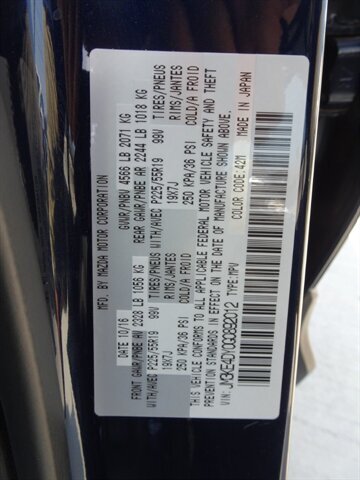 MFD. BY MAZDA MOTOR CORPORATION
10/16 GVWR/PNBV 4566 LB 2071 KG
FRONT GAWR/PNBE AV 2328 LB 1056 KG REAR GAWR/PNBE AR 2244 LB 1018 KG
WITH/AVEC P225/55R19 99V TIRES/PNEUS WITH/AVEC P225/55R19 99V TIRES/PNEUS
19X7J RIMS/JANTES 19X7J RIMS/JANTES
250 KPA/36 PSI COLD/A FROID 250 KPA/36 PSI COLD/A FROID
THIS VEHICLE CONFORMS TO ALL APPLICABLE FEDERAL MOTOR VEHICLE SAFETY AND THEFT
PREVENTION STANDARDS IN EFFECT ON THE DATE OF MANUFACTURE SHOWN ABOVE.
MADE IN JAPAN
VIN: TYPE:MPV COLOR CODE:42M